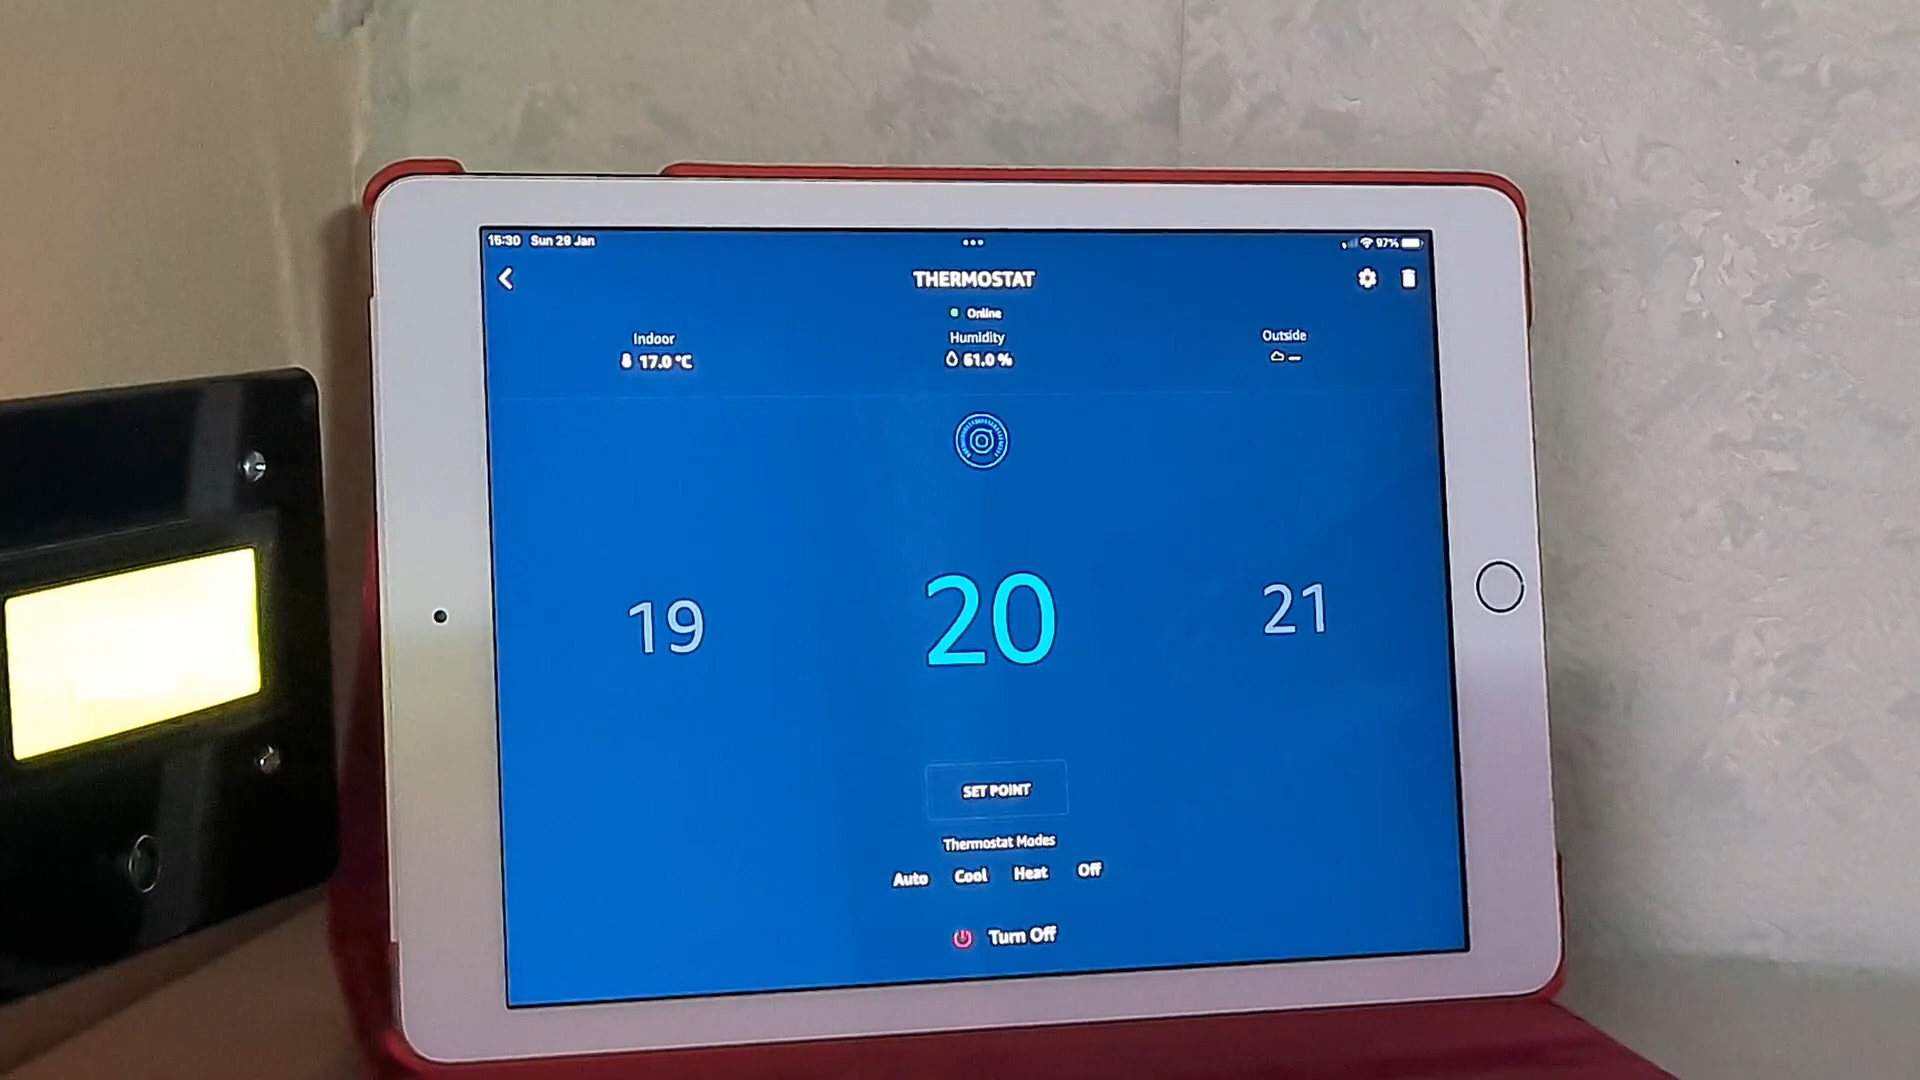 15:30 Sun 29 Jan
97%
THERMOSTAT
Online
Indoor
17.0 °C
Humidity
61.0 %
Outside
19
20
21
SET POINT
Thermostat Modes
Auto Cool Heat Off
Turn Off